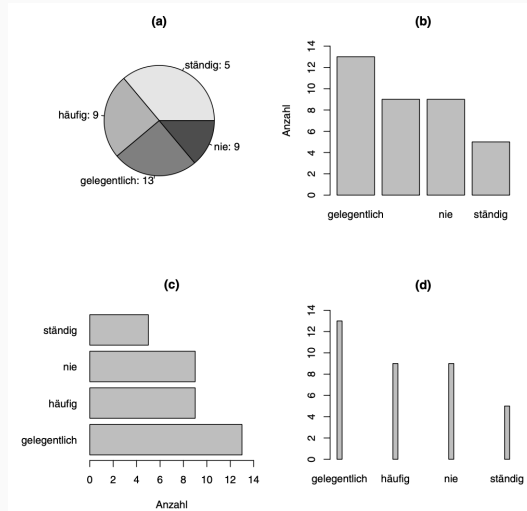 (a)
ständig: 5
häufig: 9
nie: 9
gelegentlich: 13
(b)
Anzahl
14
12
10
8
6
4
2
0
gelegentlich nie ständig
(c)
ständig
nie
häufig
gelegentlich
0 2 4 6 8 10 12 14
Anzahl
(d)
14
12
10
8
6
4
2
0
gelegentlich häufig nie ständig